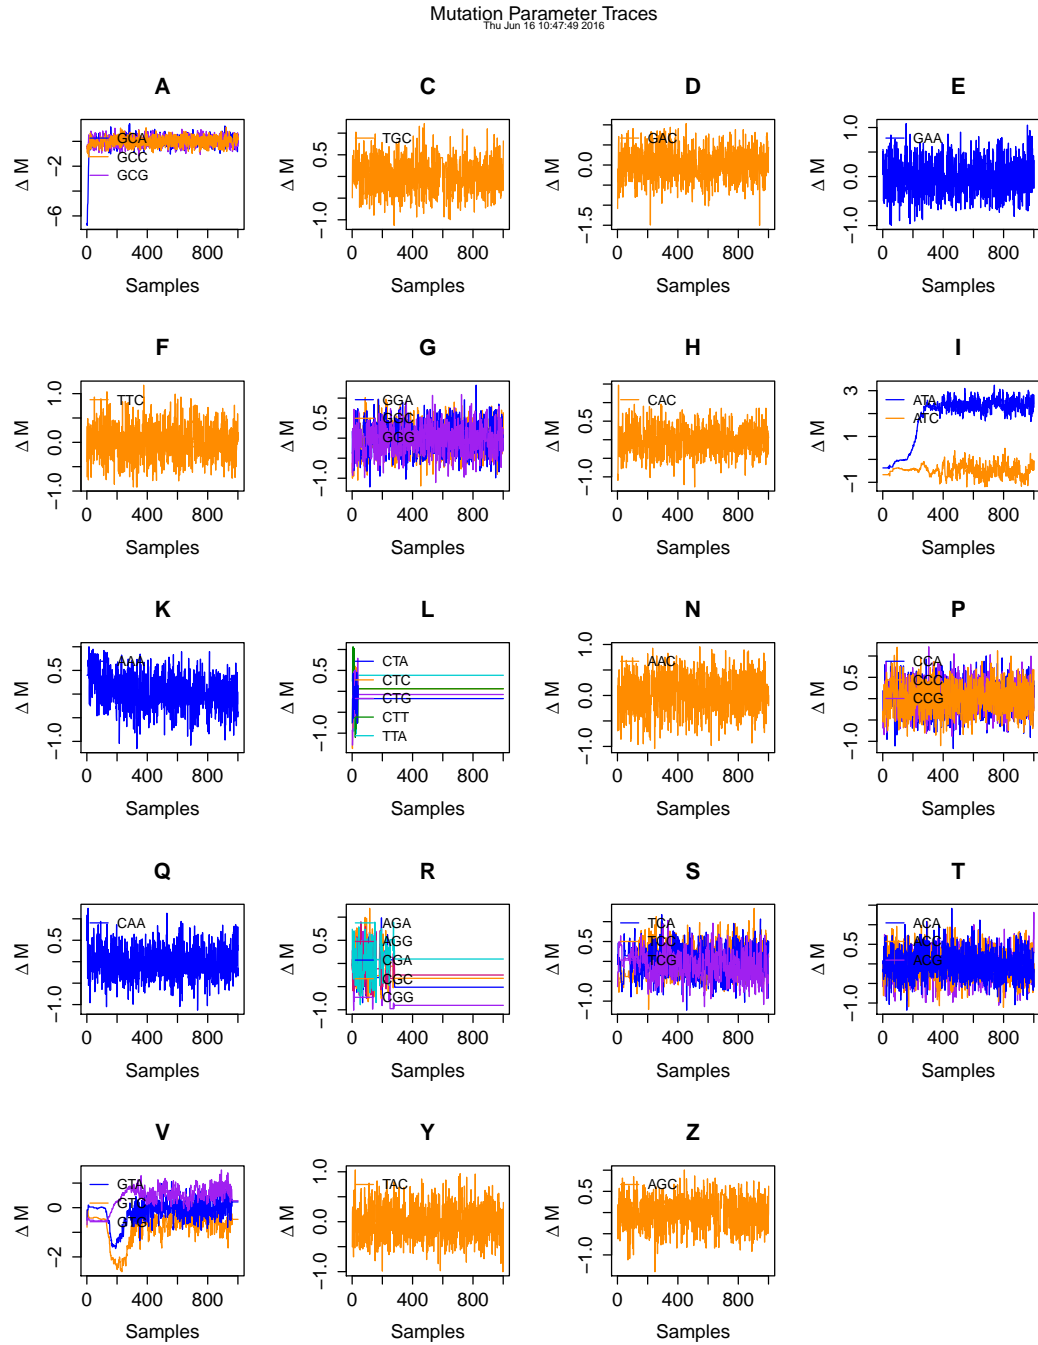 Mutation Parameter Traces
Thu Jun 16 10:47:49 2016
A C D E
GCA
GCC
GCG
-2
-6
Δ M
0 400 800
Samples
TGC
0.5
-1.0
Δ M
0 400 800
Samples
GAC
0.0
-1.5
Δ M
0 400 800
Samples
GAA
1.0
0.0
-1.0
Δ M
0 400 800
Samples
F G H I
TTC
1.0
0.0
-1.0
Δ M
0 400 800
Samples
GGA
GGC
GGG
0.5
-1.0
Δ M
0 400 800
Samples
CAC
0.5
-1.0
Δ M
0 400 800
Samples
ATA
ATC
3
1
-1
Δ M
0 400 800
Samples
K L N P
AAA
0.5
-1.0
Δ M
0 400 800
Samples
CTA
CTC
CTG
CTT
TTA
0.5
-1.0
Δ M
0 400 800
Samples
AAC
1.0
0.0
-1.0
Δ M
0 400 800
Samples
CCA
CCC
CCG
0.5
-1.0
Δ M
0 400 800
Samples
Q R S T
CAA
0.5
-1.0
Δ M
0 400 800
Samples
AGA
AGG
CGA
CGC
CGG
0.5
-1.0
Δ M
0 400 800
Samples
TCA
TCC
TCG
0.5
-1.0
Δ M
0 400 800
Samples
ACA
ACC
ACG
0.5
-1.0
Δ M
0 400 800
Samples
V Y Z
GTA
GTC
GTG
0
-2
Δ M
0 400 800
Samples
TAC
1.0
0.0
-1.0
Δ M
0 400 800
Samples
AGC
0.5
-1.0
Δ M
0 400 800
Samples